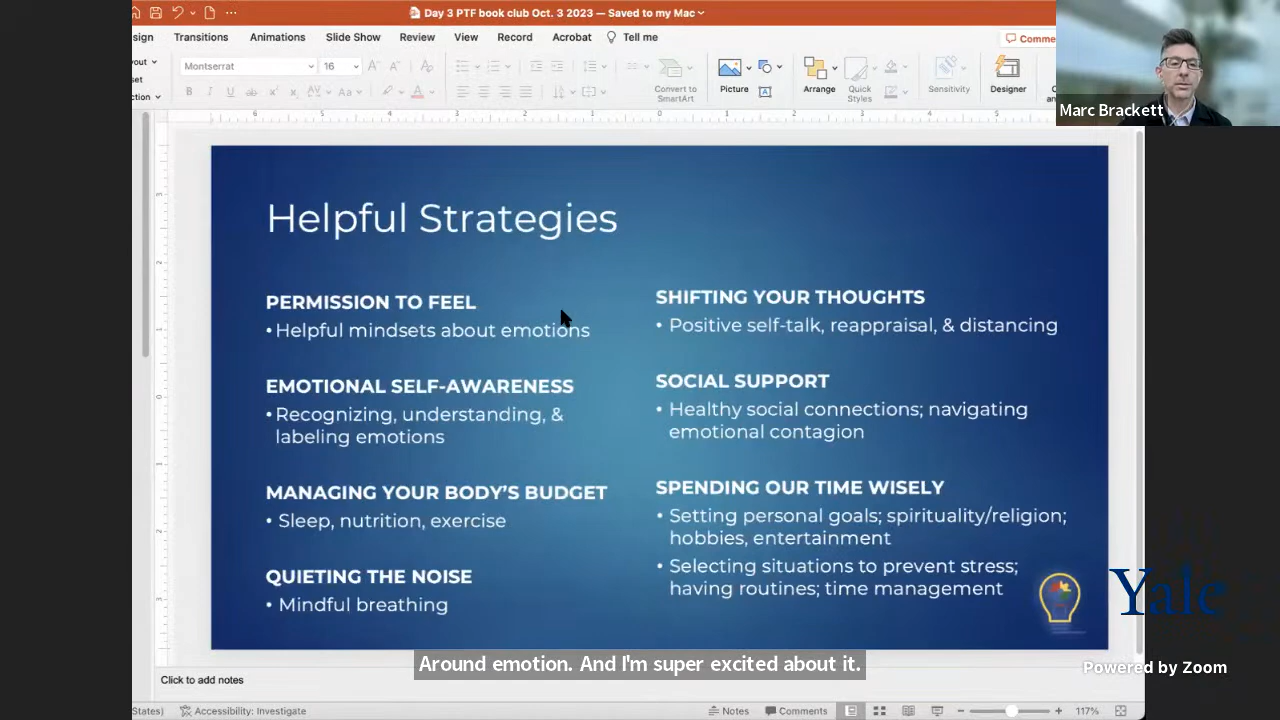 Day 3 PTF book club Oct. 3 2023 — Saved to my Mac
sign Transitions Animations Slide Show Review View Record Acrobat Tell me
Montserrat 16
Convert to SmartArt
Picture
Arrange
Quick Styles
Sensitivity
Designer
Marc Brackett
Helpful Strategies
PERMISSION TO FEEL
• Helpful mindsets about emotions
EMOTIONAL SELF-AWARENESS
• Recognizing, understanding, &
labeling emotions
MANAGING YOUR BODY'S BUDGET
• Sleep, nutrition, exercise
QUIETING THE NOISE
• Mindful breathing
SHIFTING YOUR THOUGHTS
• Positive self-talk, reappraisal, & distancing
SOCIAL SUPPORT
• Healthy social connections; navigating
emotional contagion
SPENDING OUR TIME WISELY
• Setting personal goals; spirituality/religion;
hobbies, entertainment
• Selecting situations to prevent stress;
having routines; time management
Yale
Around emotion. And I'm super excited about it.
Powered by Zoom
Click to add notes
States) Accessibility: Investigate Notes Comments 117%